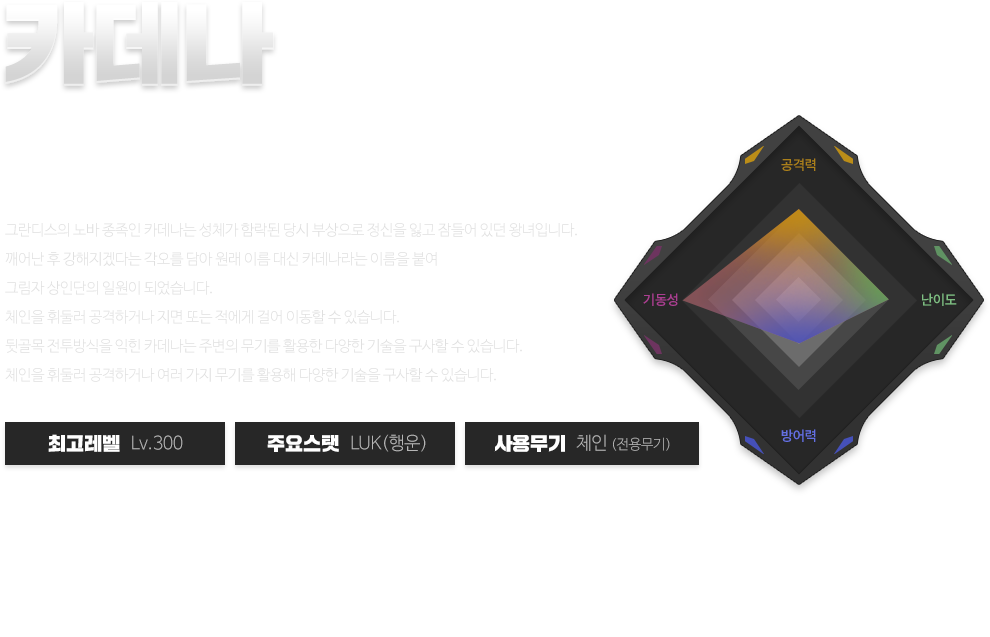 카데나
그란디스의 노바 종족인 카데나는 성체가 함락된 당시 부상으로 정신을 잃고 잠들어 있던 왕녀입니다.
깨어난 후 강해지겠다는 각오를 담아 원래 이름 대신 카데나라는 이름을 붙여
그림자 상인단의 일원이 되었습니다.
체인을 휘둘러 공격하거나 지면 또는 적에게 걸어 이동할 수 있습니다.
뒷골목 전투방식을 익힌 카데나는 주변의 무기를 활용한 다양한 기술을 구사할 수 있습니다.
체인을 휘둘러 공격하거나 여러 가지 무기를 활용해 다양한 기술을 구사할 수 있습니다.
최고레벨 Lv.300
주요스탯 LUK(행운)
사용무기 체인 (전용무기)
공격력
기동성
난이도
방어력